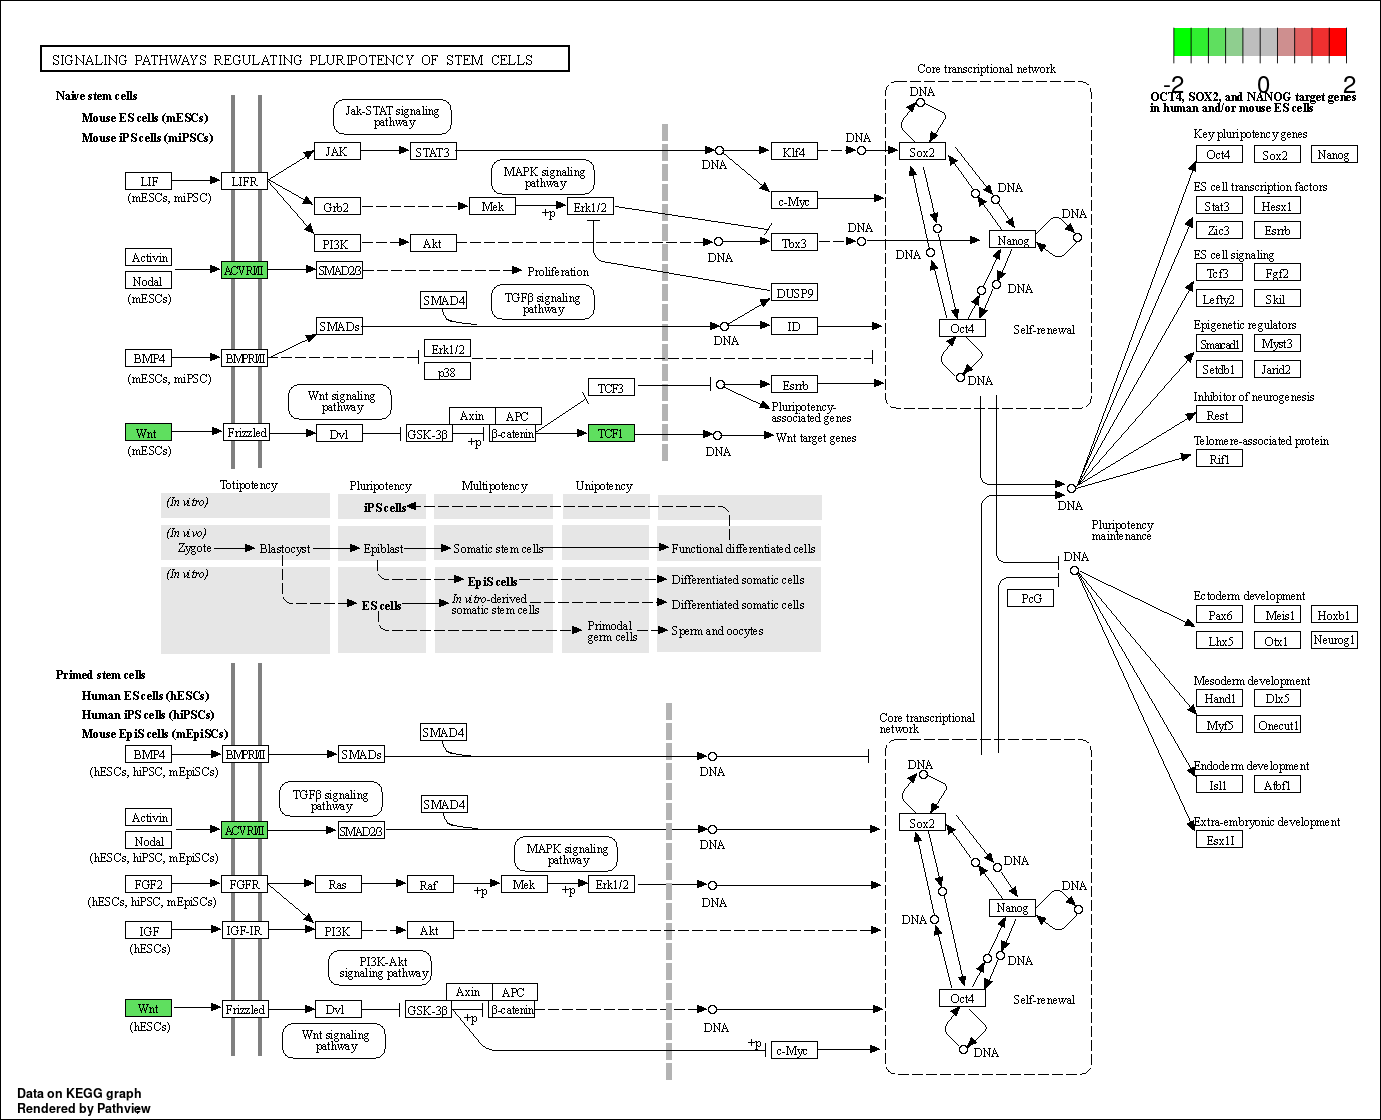 SIGNALING PATHWAYS REGULATING PLURIPOTENCY OF STEM CELLS
-2 0 2
Naive stem cells
Mouse ES cells (mESCs)
Mouse iPS cells (miPSCs)
Jak-STAT signaling
pathway
JAK
STAT3
LIF
(mESCs, miPSC)
LIFR
MAPK signaling
pathway
Grb2
Mek
+p
Erk1/2
PI3K
Akt
Activin
Nodal
(mESCs)
ACVRI/II
SMAD2/3
Proliferation
SMAD4
TGFβ signaling
pathway
SMADs
BMP4
(mESCs, miPSC)
BMPRI/II
Erk1/2
p38
Wnt signaling
pathway
TCF3
Wnt
(mESCs)
Frizzled
Dvl
Axin
APC
GSK-3β
+p
β-catenin
TCF1
DNA
Klf4
DNA
c-Myc
DNA
Tbx3
DNA
DUSP9
DNA
ID
Esrrb
Pluripotency-
associated genes
DNA
Wnt target genes
Core transcriptional network
DNA
Sox2
DNA
DNA
Nanog
DNA
DNA
Oct4
Self-renewal
DNA
OCT4, SOX2, and NANOG target genes
in human and/or mouse ES cells
Key pluripotency genes
Oct4 Sox2 Nanog
ES cell transcription factors
Stat3 Hesx1
Zic3 Esrrb
ES cell signaling
Tcf3 Fgf2
Lefty2 Skil
Epigenetic regulators
Smarcad1 Myst3
Setdb1 Jarid2
Inhibitor of neurogenesis
Rest
Telomere-associated protein
Rif1
DNA
Pluripotency
maintenance
DNA
PcG
Ectoderm development
Pax6 Meis1 Hoxb1
Lhx5 Otx1 Neurog1
Mesoderm development
Hand1 Dlx5
Myf5 Onecut1
Endoderm development
Isl1 Atbf1
Extra-embryonic development
Esx1l
Totipotency Pluripotency Multipotency Unipotency
(In vitro)
iPS cells
(In vivo)
Zygote Blastocyst Epiblast Somatic stem cells Functional differentiated cells
(In vitro)
EpiS cells Differentiated somatic cells
ES cells
In vitro-derived
somatic stem cells
Differentiated somatic cells
Primodal
germ cells
Sperm and oocytes
Primed stem cells
Human ES cells (hESCs)
Human iPS cells (hiPSCs)
Mouse EpiS cells (mEpiSCs)
BMP4
(hESCs, hiPSC, mEpiSCs)
BMPRI/II
SMADs
SMAD4
DNA
TGFβ signaling
pathway
Activin
Nodal
(hESCs, hiPSC, mEpiSCs)
ACVRI/II
SMAD2/3
SMAD4
DNA
MAPK signaling
pathway
FGF2
(hESCs, hiPSC, mEpiSCs)
FGFR
Ras
Raf
+p
Mek
+p
Erk1/2
DNA
IGF
(hESCs)
IGF-IR
PI3K
Akt
PI3K-Akt
signaling pathway
Wnt
(hESCs)
Frizzled
Dvl
Axin
APC
GSK-3β
+p
β-catenin
DNA
Wnt signaling
pathway
+p
c-Myc
Core transcriptional
network
DNA
Sox2
DNA
DNA
Nanog
DNA
DNA
Oct4
Self-renewal
DNA
Data on KEGG graph
Rendered by Pathview